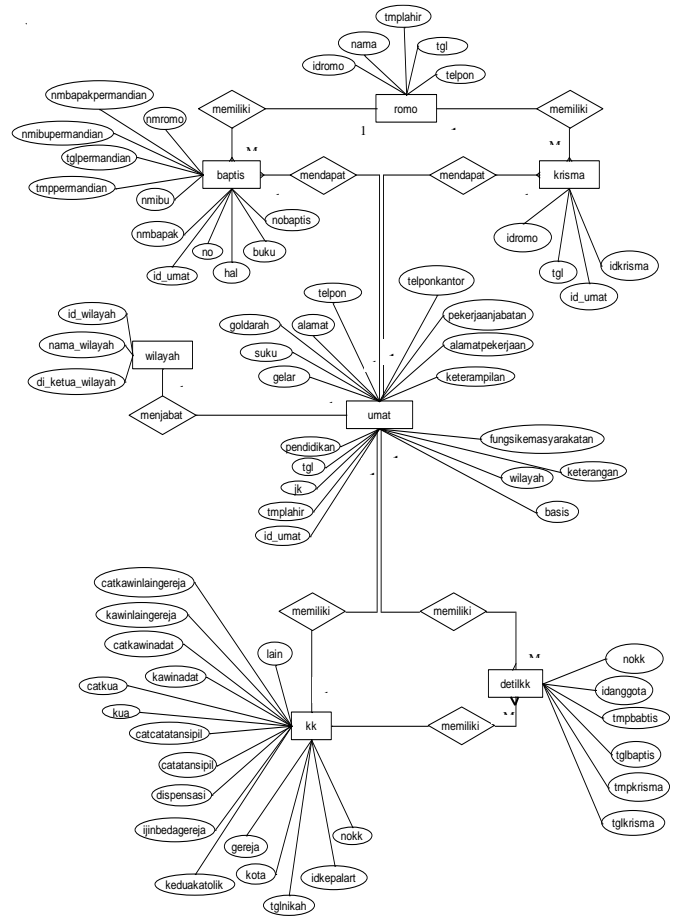 tmplahir
nama
tgl
idromo
telpon
nmbapakpermandian
memiliki
romo
memiliki
nmromo
nmibupermandian
l
M
M
tglpermandian
baptis
mendapat
mendapat
krisma
tmppermandian
nmibu
nobaptis
nmbapak
idromo
no
buku
idkrisma
hal
tgl
id_umat
id_umat
telpon
telponkantor
id_wilayah
goldarah
alamat
pekerjaanjabatan
nama_wilayah
wilayah
suku
alamatpekerjaan
di_ketua_wilayah
gelar
keterampilan
menjabat
umat
pendidikan
fungsikemasyarakatan
tgl
keterangan
jk
wilayah
tmplahir
basis
id_umat
catkawinlaingereja
kawinlaingereja
memiliki
memiliki
catkawinadat
lain
M
nokk
kawinadat
catkua
detilkk
idanggota
kua
M
tmpbabtis
catcatatansipil
kk
memiliki
tglbaptis
catatansipil
tmpkrisma
dispensasi
tglkrisma
ijinbedagereja
nokk
gereja
keduakatolik
kota
idkepalart
tglnikah